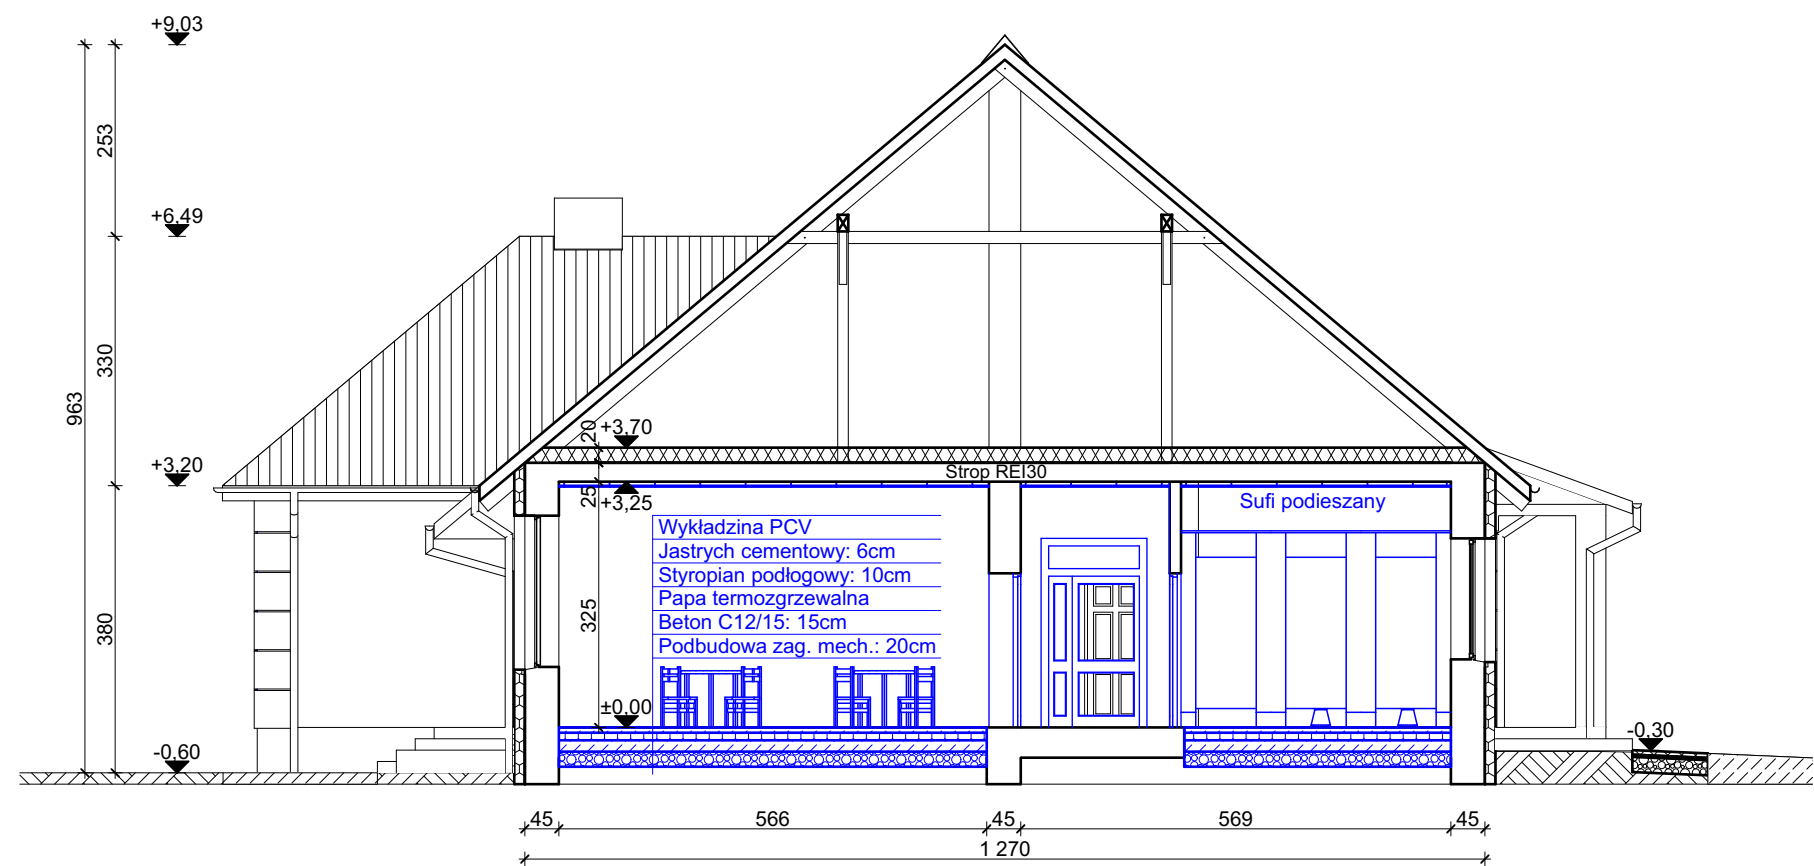 +9,03
253
+6,49
330
963
+3,20
380
-0,60
20
+3,70
Strop REI30
25
+3,25
Sufi podieszany
Wykładzina PCV
Jastrych cementowy: 6cm
Styropian podłogowy: 10cm
Papa termozgrzewalna
Beton C12/15: 15cm
Podbudowa zag. mech.: 20cm
325
±0,00
-0,30
45
566
45
569
45
1 270